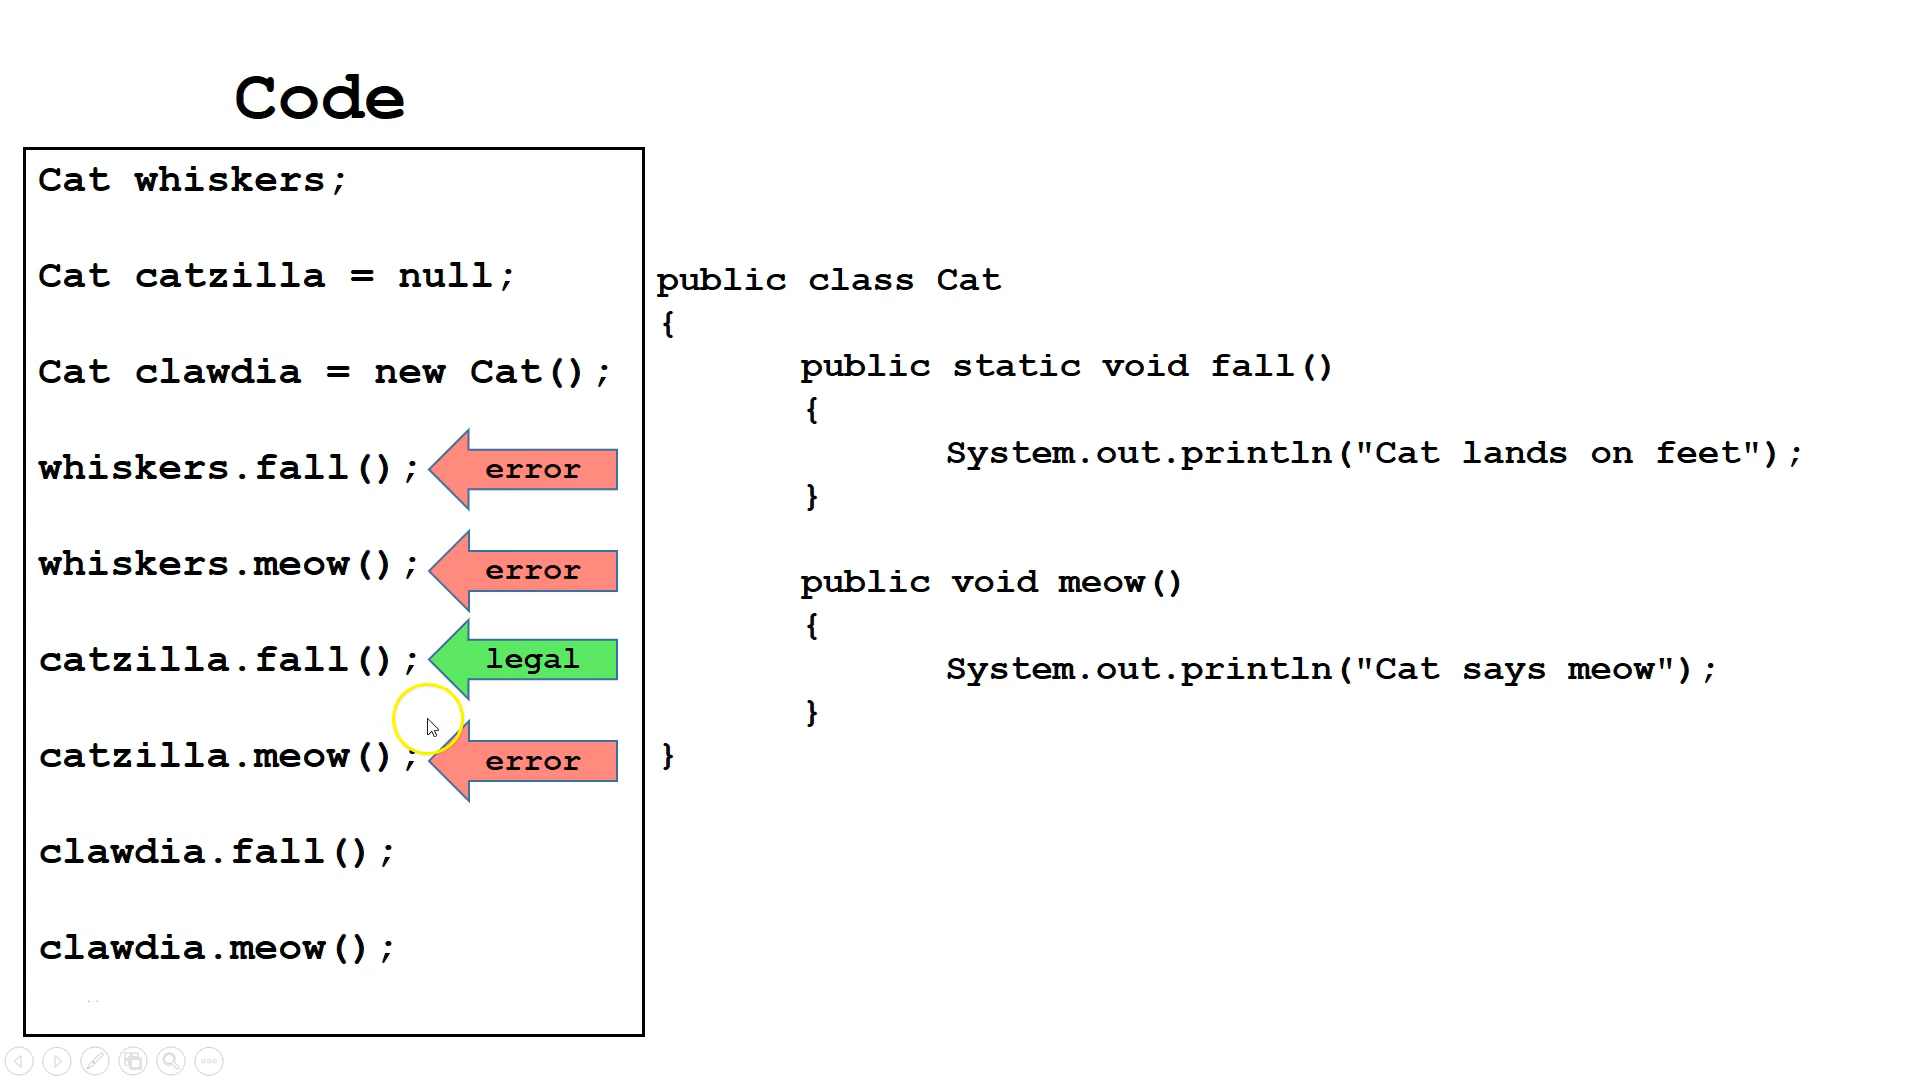 Code
Cat whiskers;
Cat catzilla = null;
Cat clawdia = new Cat();
whiskers.fall();
error
whiskers.meow();
error
catzilla.fall();
legal
catzilla.meow();
error
clawdia.fall();
clawdia.meow();
public class Cat
{
public static void fall()
{
System.out.println("Cat lands on feet");
}
public void meow()
{
System.out.println("Cat says meow");
}
}